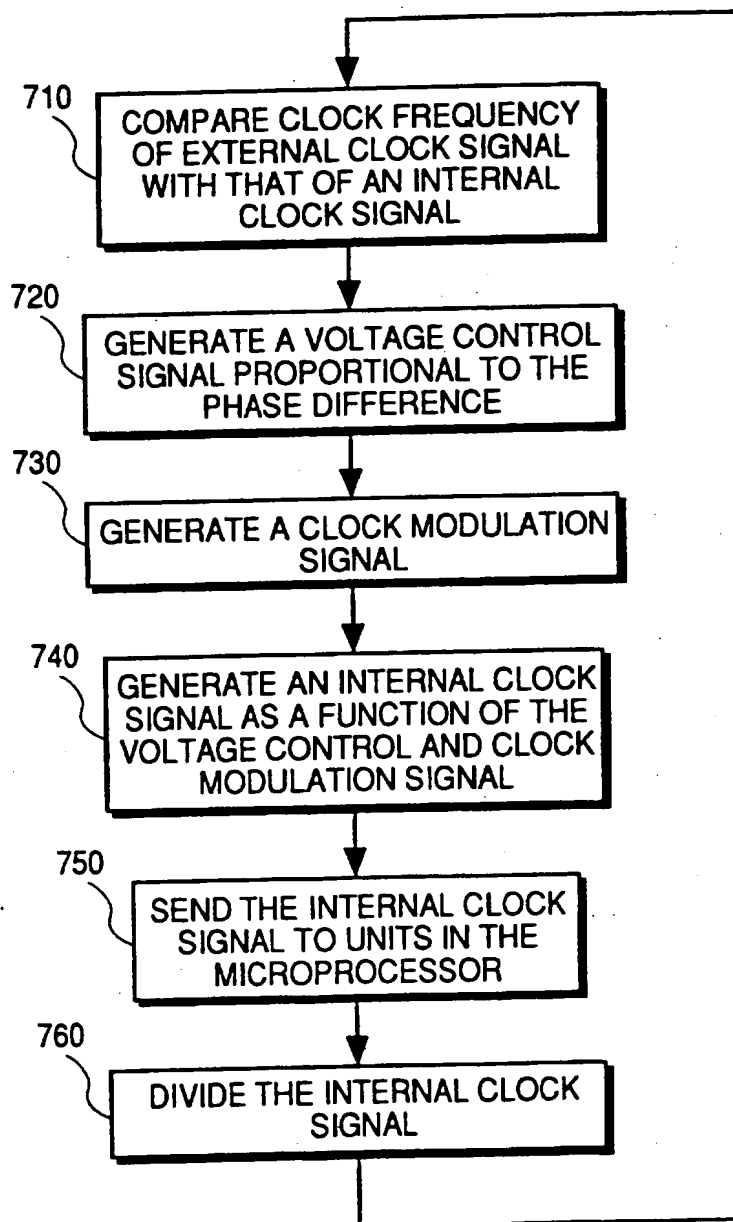 710
COMPARE CLOCK FREQUENCY
OF EXTERNAL CLOCK SIGNAL
WITH THAT OF AN INTERNAL
CLOCK SIGNAL
720
GENERATE A VOLTAGE CONTROL
SIGNAL PROPORTIONAL TO THE
PHASE DIFFERENCE
730
GENERATE A CLOCK MODULATION
SIGNAL
740
GENERATE AN INTERNAL CLOCK
SIGNAL AS A FUNCTION OF THE
VOLTAGE CONTROL AND CLOCK
MODULATION SIGNAL
750
SEND THE INTERNAL CLOCK
SIGNAL TO UNITS IN THE
MICROPROCESSOR
760
DIVIDE THE INTERNAL CLOCK
SIGNAL